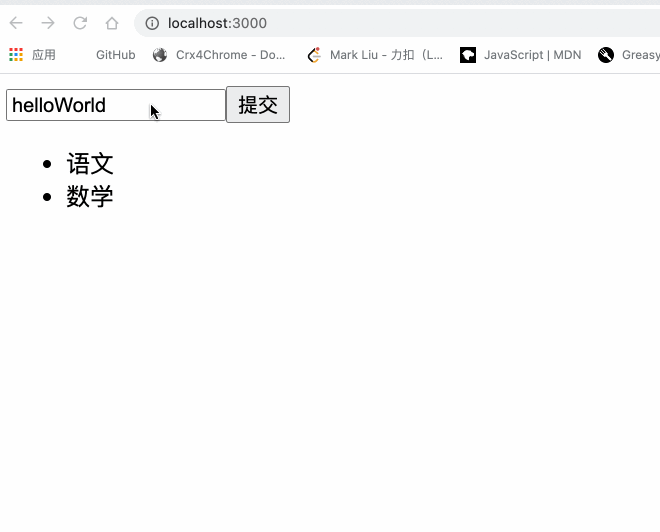 localhost:3000
应用 GitHub Crx4Chrome - Do... Mark Liu - 力扣（L... JavaScript | MDN Greasy
helloWorld 提交
语文
数学